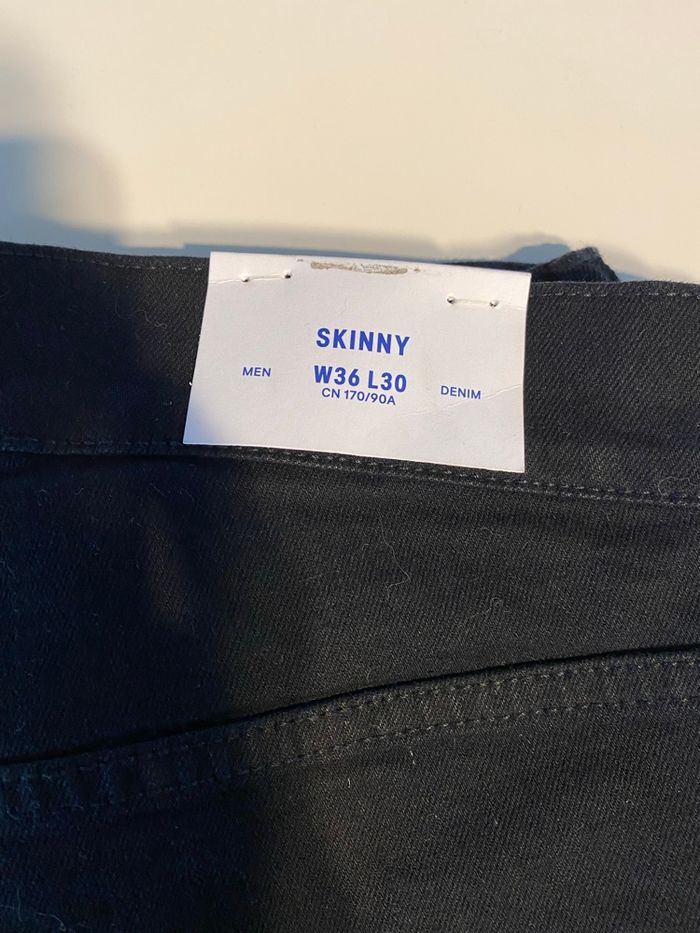 SKINNY
MEN
W36 L30
CN 170/90A
DENIM